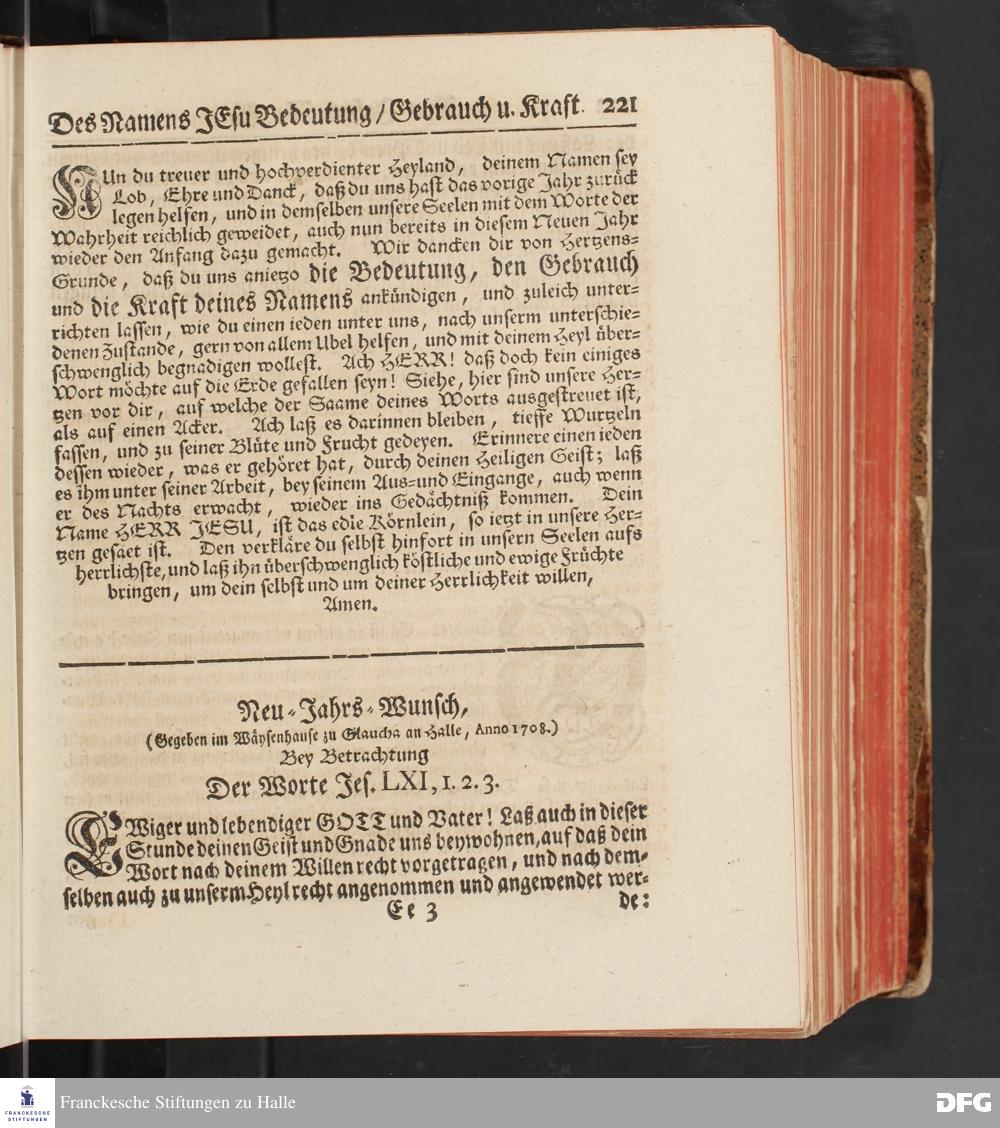 Des Namens JEsu Bedeutung / Gebrauch u. Kraft. 221
NUn du treuer und hochverdienter Heyland, deinem Namen sey
Lob, Ehre und Danck, daß du uns hast das vorige Jahr zurück
legen helfen, und in demselben unsere Seelen mit dem Worte der
Wahrheit reichlich geweidet, auch nun bereits in diesem Neuen Jahr
wieder den Anfang dazu gemacht. Wir dancken dir von Hertzens-
Grunde, daß du uns anietzo die Bedeutung, den Gebrauch
und die Kraft deines Namens ankündigen, und zuleich unter-
richten lassen, wie du einen ieden unter uns, nach unserm unterschie-
denen Zustande, gern von allem Ubel helfen, und mit deinem Heyl über-
schwenglich begnadigen wollest. Ach HERR! daß doch kein einiges
Wort möchte auf die Erde gefallen seyn! Siehe, hier sind unsere Her-
tzen vor dir, auf welche der Saame deines Worts ausgestreuet ist,
als auf einen Acker. Ach laß es darinnen bleiben, tieffe Wurtzeln
fassen, und zu seiner Blüte und Frucht gedeyen. Erinnere einen ieden
dessen wieder, was er gehöret hat, durch deinen Heiligen Geist; laß
es ihm unter seiner Arbeit, bey seinem Aus- und Eingange, auch wenn
er des Nachts erwacht, wieder ins Gedächtniß kommen. Dein
Name HERR JESU, ist das edle Körnlein, so ietzt in unsere Her-
tzen gesäet ist. Den verkläre du selbst hinfort in unsern Seelen aufs
herrlichste, und laß ihn überschwenglich köstliche und ewige Früchte
bringen, um dein selbst und um deiner Herrlichkeit willen,
Amen.
Neu-Jahrs-Wunsch,
(Gegeben im Wäysenhause zu Glaucha an Halle, Anno 1708.)
Bey Betrachtung
Der Worte Jes. LXI, 1. 2. 3.
EWiger und lebendiger GOTT und Vater! Laß auch in dieser
Stunde deinen Geist und Gnade uns beywohnen, auf daß dein
Wort nach deinem Willen recht vorgetragen, und nach dem-
selben auch zu unserm Heyl recht angenommen und angewendet wer-
Ee 3 de:
FRANCKESCHE
STIFTUNGEN
Franckesche Stiftungen zu Halle
DFG